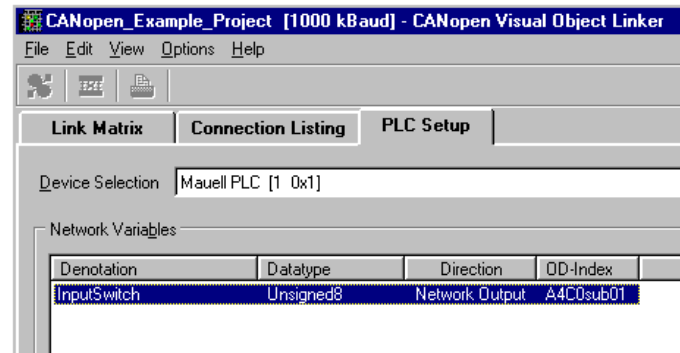 CANopen_Example_Project [1000 kBaud] - CANopen Visual Object Linker
File Edit View Options Help
Link Matrix Connection Listing PLC Setup
Device Selection Mauell PLC [1 0x1]
Network Variables
Denotation Datatype Direction OD-Index
InputSwitch Unsigned8 Network Output A4C0sub01